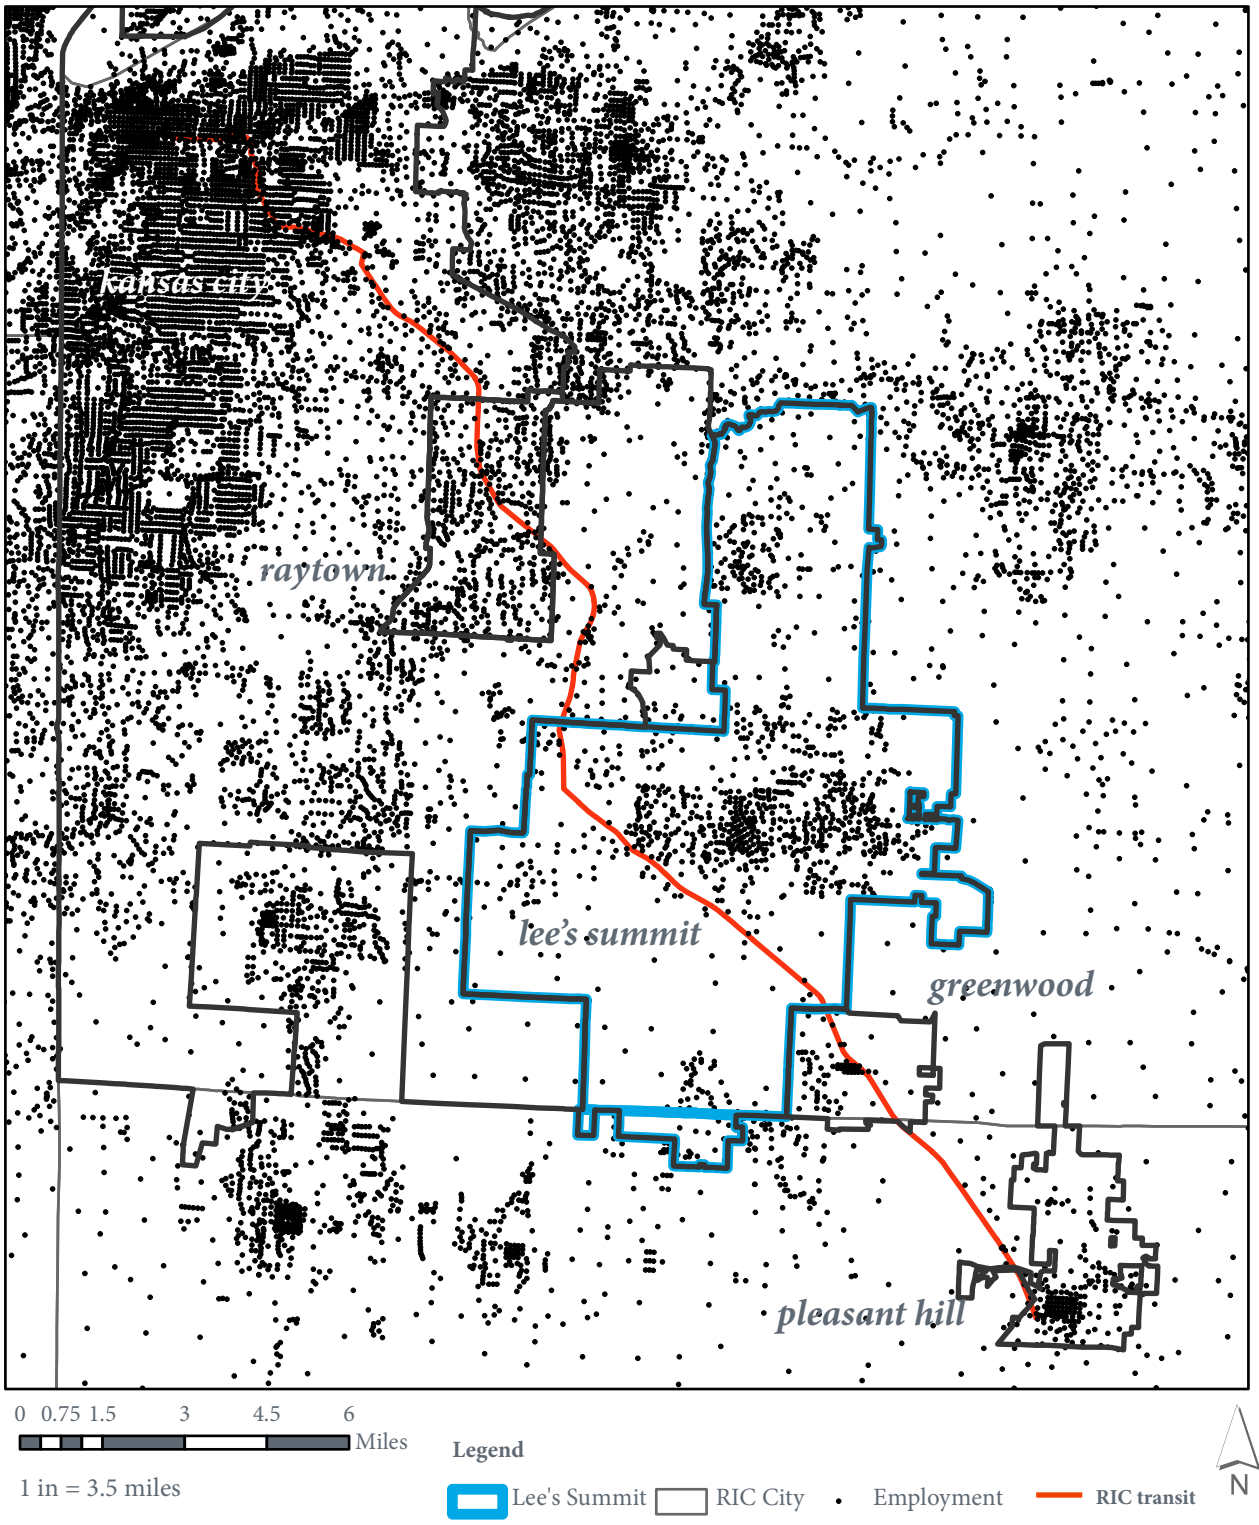 kansas city
raytown
lee's summit
greenwood
pleasant hill
0 0.75 1.5 3 4.5 6
Miles
Legend
1 in = 3.5 miles
Lee's Summit RIC City Employment RIC transit
N